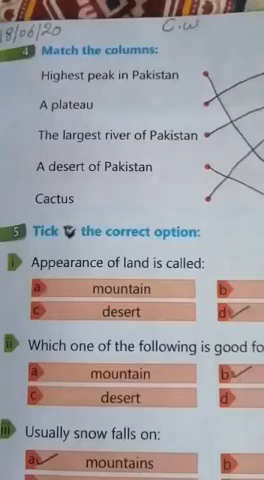 18/06/20
C.W
4 Match the columns:
Highest peak in Pakistan
A plateau
The largest river of Pakistan
A desert of Pakistan
Cactus
5 Tick the correct option:
i Appearance of land is called:
a mountain b
c desert d
ii Which one of the following is good fo
a mountain b
c desert d
iii Usually snow falls on:
a mountains b